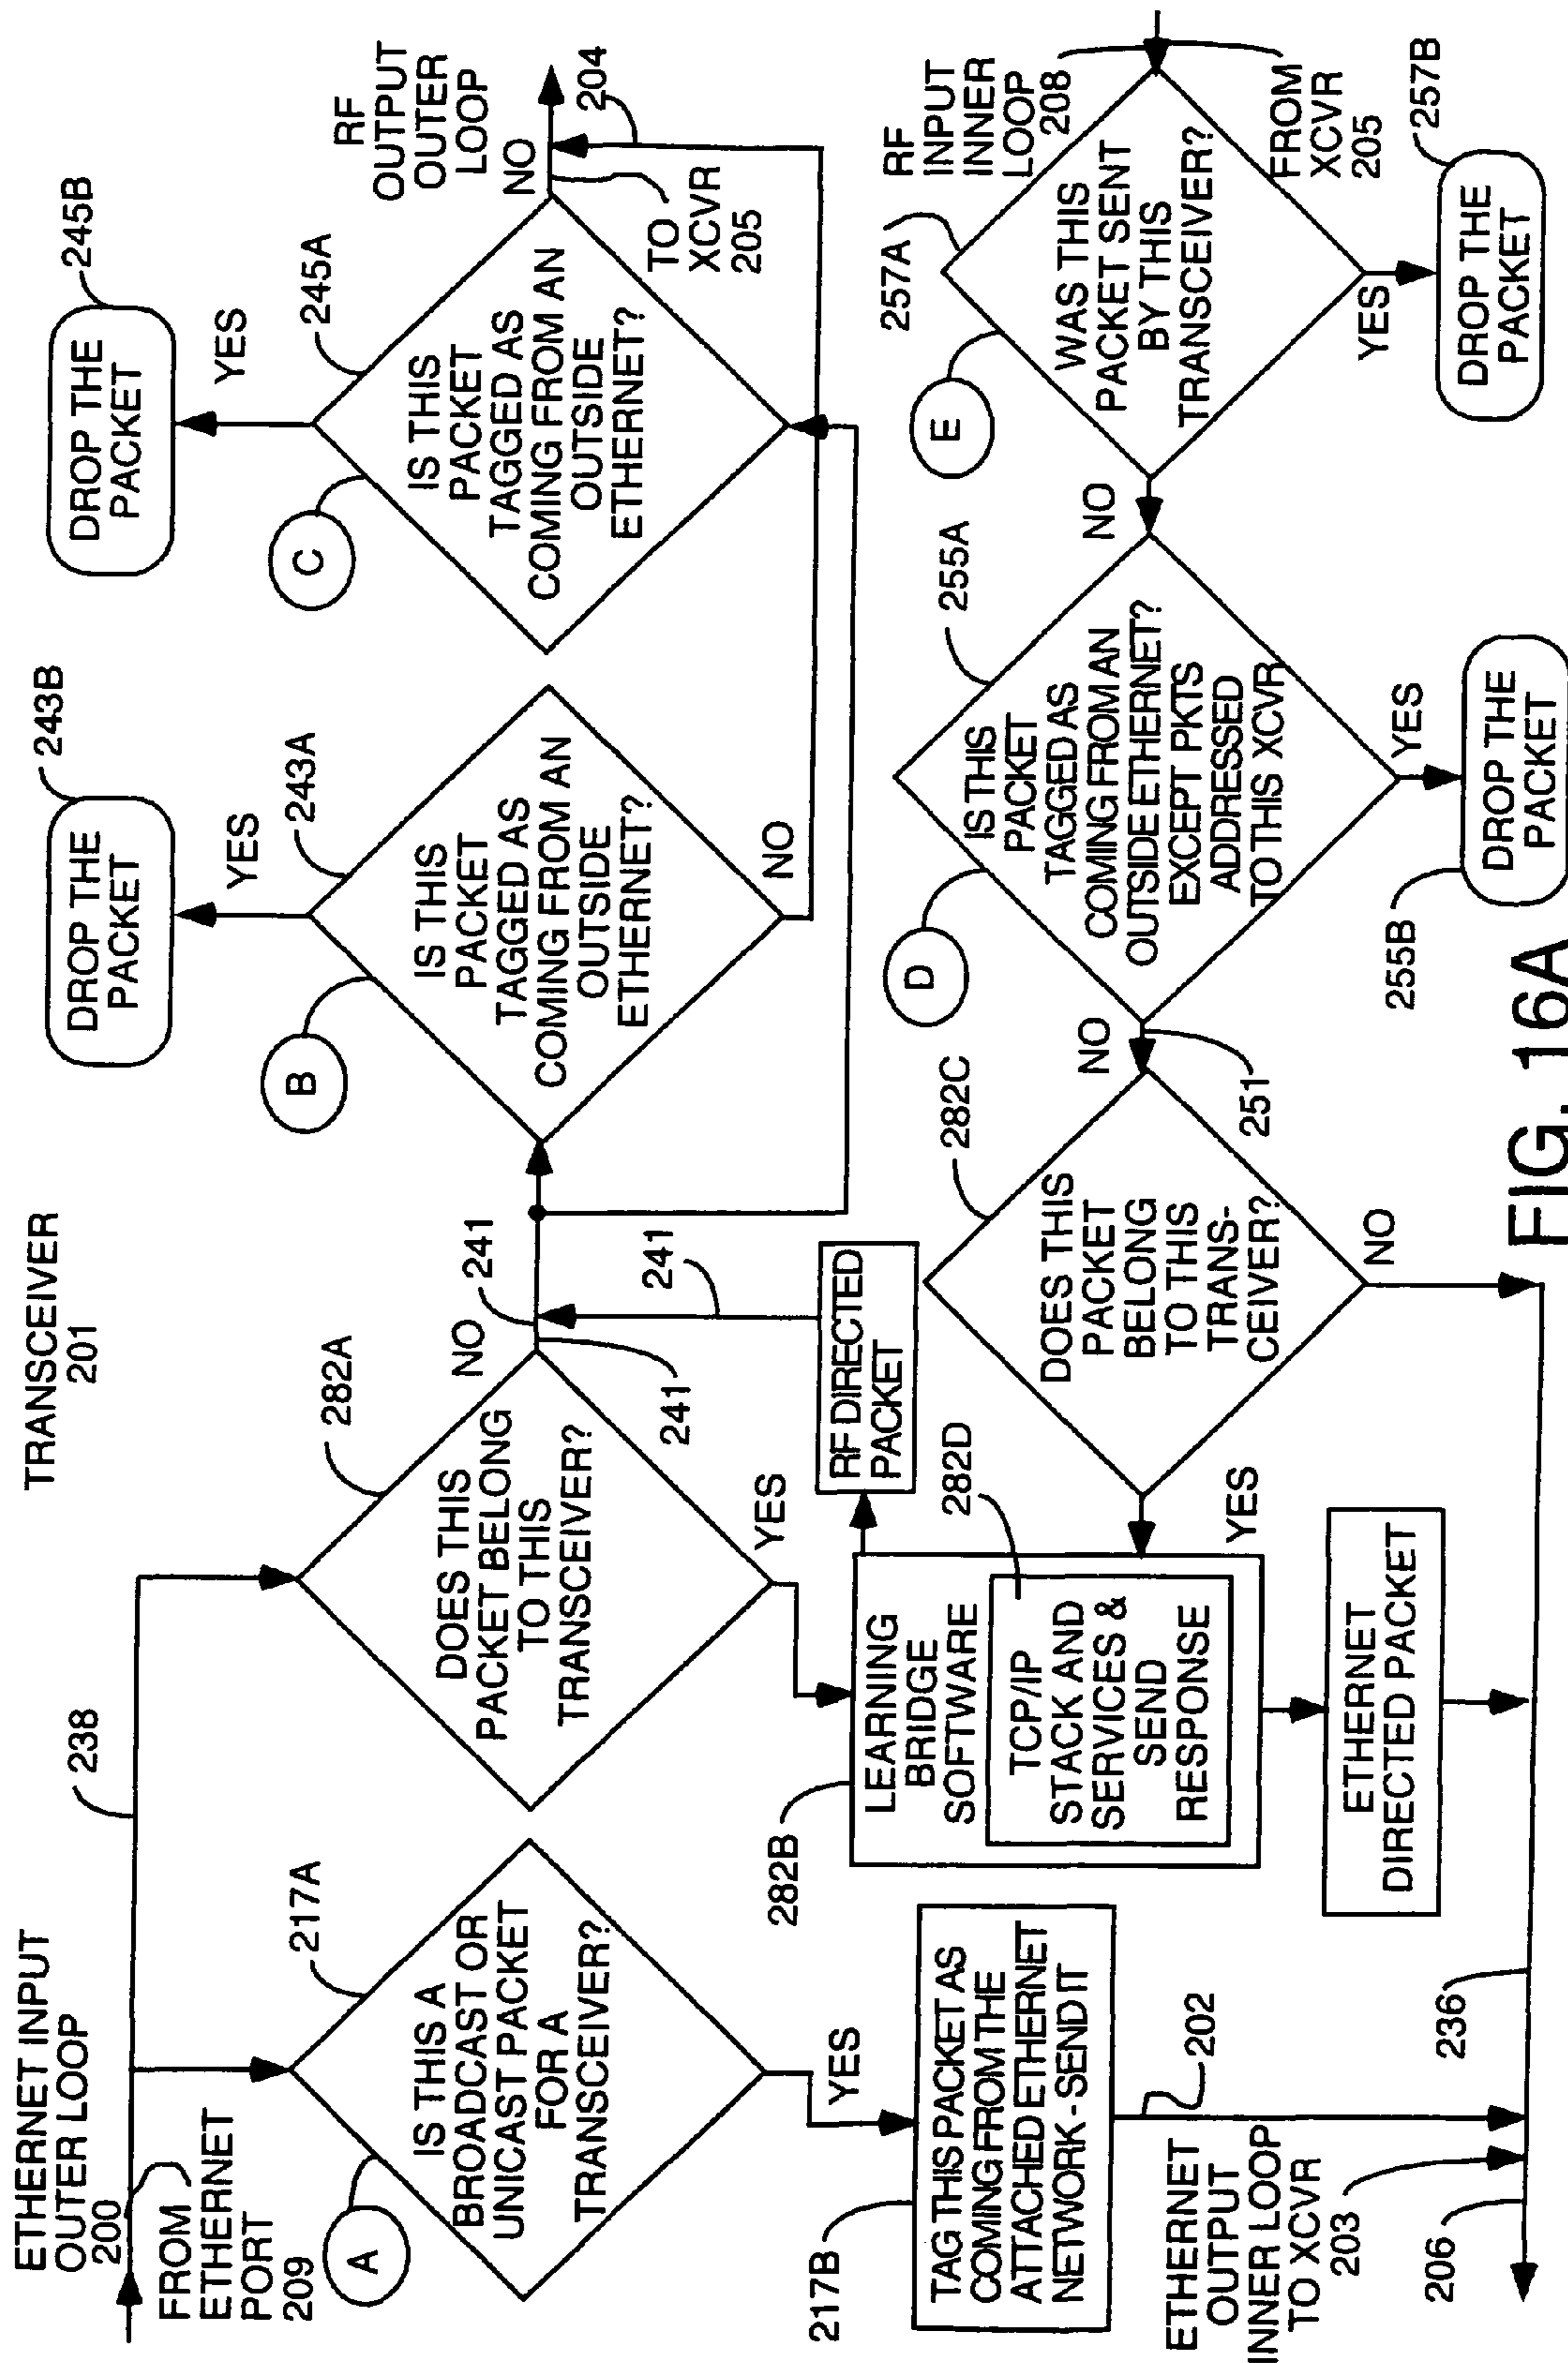 TRANSCEIVER
201
ETHERNET INPUT
OUTER LOOP
200
FROM
ETHERNET
PORT
209
238
A
217A
IS THIS A
BROADCAST OR
UNICAST PACKET
FOR A
TRANSCEIVER?
YES
217B
TAG THIS PACKET AS
COMING FROM THE
ATTACHED ETHERNET
NETWORK - SEND IT
202
ETHERNET
OUTPUT
INNER LOOP
TO XCVR
203
206
236
282A
DOES THIS
PACKET BELONG
TO THIS
TRANSCEIVER?
NO
YES
241
241
241
RF DIRECTED
PACKET
282B
LEARNING
BRIDGE
SOFTWARE
282D
TCP/IP
STACK AND
SERVICES &
SEND
RESPONSE
ETHERNET
DIRECTED PACKET
243B
DROP THE
PACKET
YES
243A
B
IS THIS
PACKET
TAGGED AS
COMING FROM AN
OUTSIDE
ETHERNET?
NO
245B
DROP THE
PACKET
YES
245A
C
IS THIS
PACKET
TAGGED AS
COMING FROM AN
OUTSIDE
ETHERNET?
NO
RF
OUTPUT
OUTER
LOOP
204
TO
XCVR
205
RF
INPUT
INNER
LOOP
208
FROM
XCVR
205
257A
E
WAS THIS
PACKET SENT
BY THIS
TRANSCEIVER?
YES
257B
DROP THE
PACKET
NO
255A
D
IS THIS
PACKET
TAGGED AS
COMING FROM AN
OUTSIDE ETHERNET?
EXCEPT PKTS
ADDRESSED
TO THIS XCVR
YES
255B
DROP THE
PACKET
NO
251
282C
DOES THIS
PACKET
BELONG
TO THIS
TRANS-
CEIVER?
YES
NO
FIG. 16A